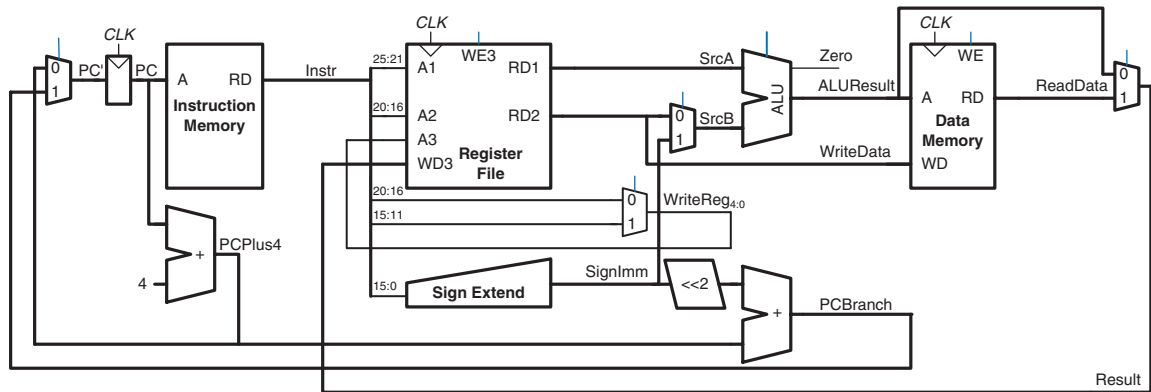 CLK
CLK
CLK
0
1
PC'
PC
A
RD
Instruction
Memory
Instr
25:21
A1
WE3
RD1
20:16
A2
RD2
A3
WD3
Register
File
SrcA
0
1
SrcB
ALU
Zero
ALUResult
WE
A
RD
Data
Memory
WD
WriteData
0
1
ReadData
20:16
0
15:11
1
WriteReg4:0
+
PCPlus4
4
15:0
Sign Extend
SignImm
<<2
+
PCBranch
Result